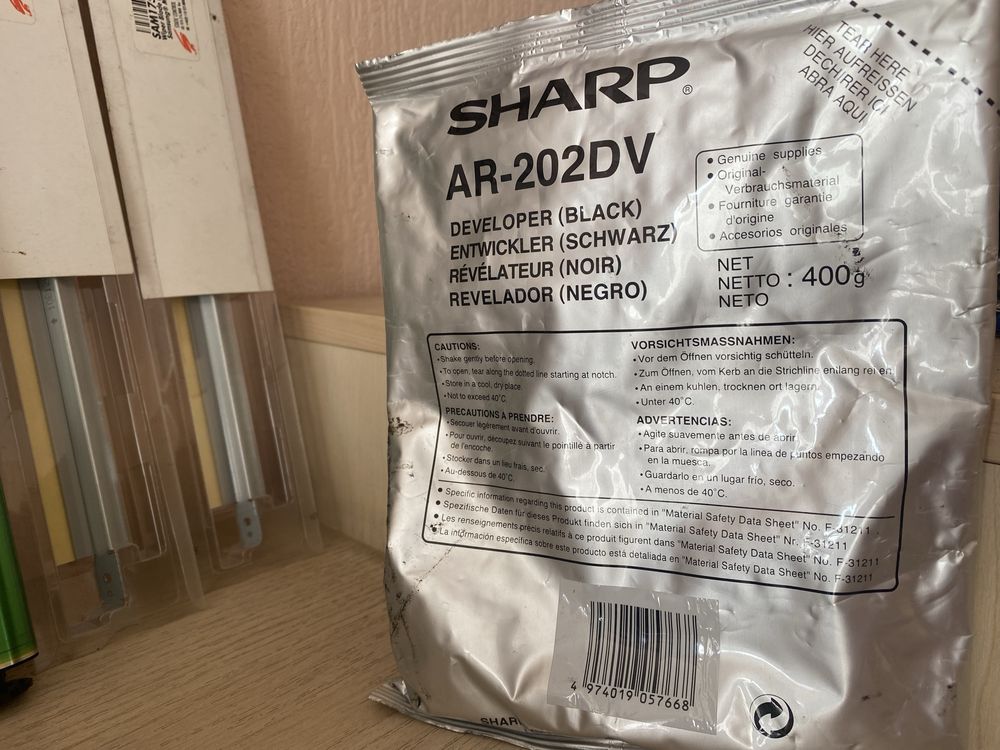 SAM 17
SHARP®
AR-202DV
DEVELOPER (BLACK)
ENTWICKLER (SCHWARZ)
RÉVÉLATEUR (NOIR)
REVELADOR (NEGRO)
TEAR HERE
HIER AUFREISSEN
DECHIRER ICI
ABRA AQUI
• Genuine supplies
• Original-
Verbrauchsmaterial
• Fourniture garantie
d'origine
• Accesorios originales
NET
NETTO : 400g
NETO
CAUTIONS:
• Shake gently before opening.
• To open, tear along the dotted line starting at notch.
• Store in a cool, dry place.
• Not to exceed 40°C.
PRECAUTIONS A PRENDRE:
• Secouer légèrement avant d'ouvrir.
• Pour ouvrir, découpez suivant le pointillé à partir
de l'encoche.
• Stocker dans un lieu frais, sec.
• Au-dessous de 40°C.
VORSICHTSMASSNAHMEN:
• Vor dem Öffnen vorsichtig schütteln.
• Zum Öffnen, vom Kerb an die Strichline entlang reißen.
• An einem kuhlen, trocknen ort lagern.
• Unter 40°C.
ADVERTENCIAS:
• Agite suavemente antes de abrir.
• Para abrir, rompa por la linea de puntos empezando
en la muesca.
• Guardarlo en un lugar frío, seco.
• A menos de 40°C.
• Specific information regarding this product is contained in "Material Safety Data Sheet" No. F-31211
• Spezifische Daten für dieses Produkt finden sich in "Material Safety Data Sheet" Nr. F-31211
• Les renseignements précis relatifs à ce produit figurent dans "Material Safety Data Sheet" No. F-31211
• La información especifica sobre este producto está detallada en "Material Safety Data Sheet" No. F-31211
4 974019 057668
SHAR